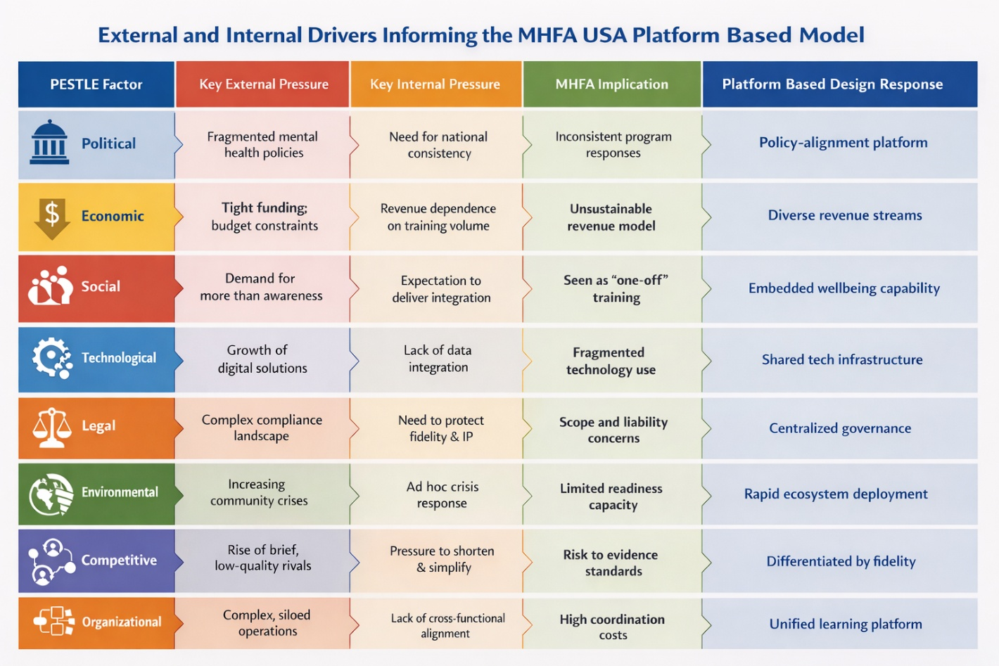 External and Internal Drivers Informing the MHFA USA Platform Based Model
PESTLE Factor
Key External Pressure
Key Internal Pressure
MHFA Implication
Platform Based Design Response
Political
Fragmented mental
health policies
Need for national
consistency
Inconsistent program
responses
Policy-alignment platform
$
Economic
Tight funding;
budget constraints
Revenue dependence
on training volume
Unsustainable
revenue model
Diverse revenue streams
Social
Demand for
more than awareness
Expectation to
deliver integration
Seen as “one-off”
training
Embedded wellbeing capability
Technological
Growth of
digital solutions
Lack of data
integration
Fragmented
technology use
Shared tech infrastructure
Legal
Complex compliance
landscape
Need to protect
fidelity & IP
Scope and liability
concerns
Centralized governance
Environmental
Increasing
community crises
Ad hoc crisis
response
Limited readiness
capacity
Rapid ecosystem deployment
Competitive
Rise of brief,
low-quality rivals
Pressure to shorten
& simplify
Risk to evidence
standards
Differentiated by fidelity
Organizational
Complex, siloed
operations
Lack of cross-functional
alignment
High coordination
costs
Unified learning platform